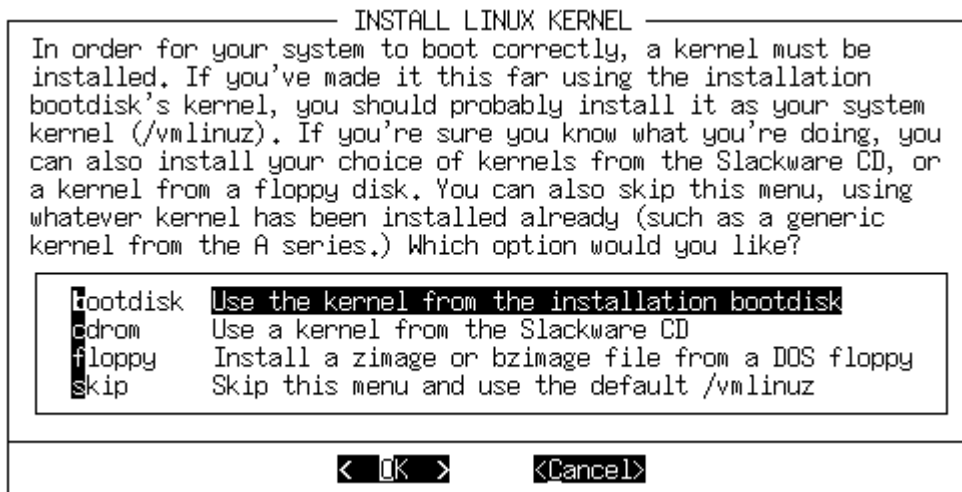 INSTALL LINUX KERNEL
In order for your system to boot correctly, a kernel must be
installed. If you've made it this far using the installation
bootdisk's kernel, you should probably install it as your system
kernel (/vmlinuz). If you're sure you know what you're doing, you
can also install your choice of kernels from the Slackware CD, or
a kernel from a floppy disk. You can also skip this menu, using
whatever kernel has been installed already (such as a generic
kernel from the A series.) Which option would you like?
bootdisk Use the kernel from the installation bootdisk
cdrom Use a kernel from the Slackware CD
floppy Install a zimage or bzimage file from a DOS floppy
skip Skip this menu and use the default /vmlinuz
< OK > <Cancel>